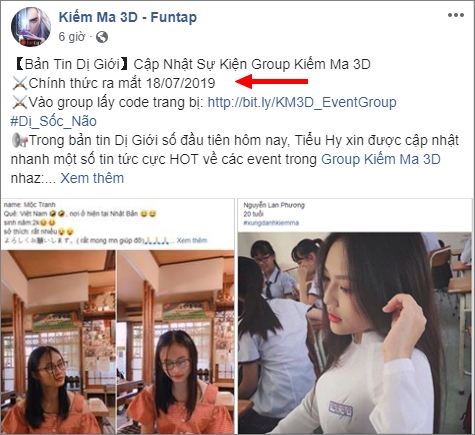 Kiếm Ma 3D - Funtap
6 giờ ·
【Bản Tin Dị Giới】Cập Nhật Sự Kiện Group Kiếm Ma 3D
⚔Chính thức ra mắt 18/07/2019
⚔Vào group lấy code trang bị: http://bit.ly/KM3D_EventGroup
#Dị_Sốc_Não
📢Trong bản tin Dị Giới số đầu tiên hôm nay, Tiểu Hy xin được cập nhật
nhanh một số tin tức cực HOT về các event trong Group Kiếm Ma 3D
nhaz:... Xem thêm
name: Mộc Tranh
Quê: Việt Nam 🤣🤣, nơi ở hiện tại Nhật Bản 😄😄
sinh năm:2k😄😄
sở thích: rất nhiều😄😄
よろしくお願いします。( rất mong mn giúp đỡ)🙏🙏🙏🙏... Xem thêm
Nguyễn Lan Phương
20 tuổi
#xungdanhkiemma